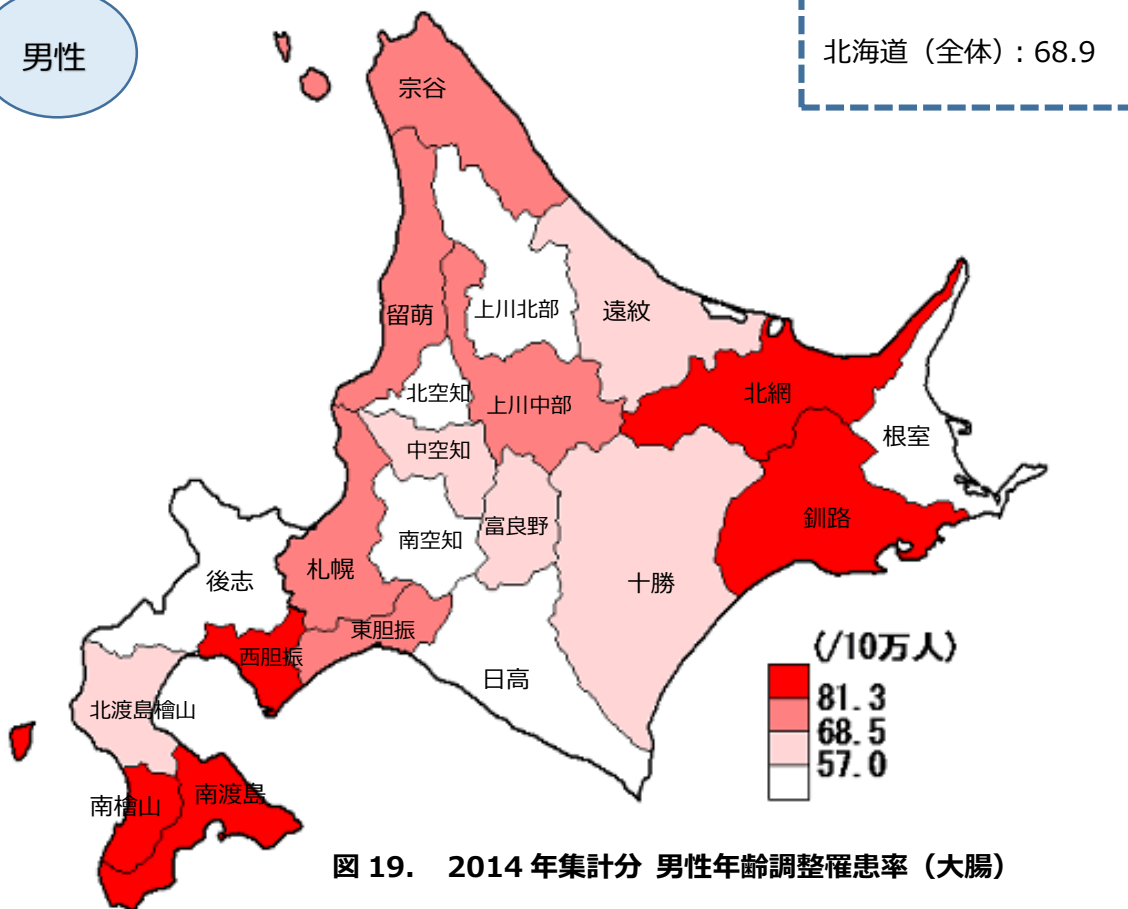 男性
北海道（全体）: 68.9
宗谷
留萌
上川北部
遠紋
北空知
上川中部
北網
中空知
根室
南空知
富良野
釧路
札幌
後志
十勝
東胆振
西胆振
日高
北渡島檜山
南檜山
南渡島
(/10万人)
81.3
68.5
57.0
図 19. 2014 年集計分 男性年齢調整罹患率（大腸）